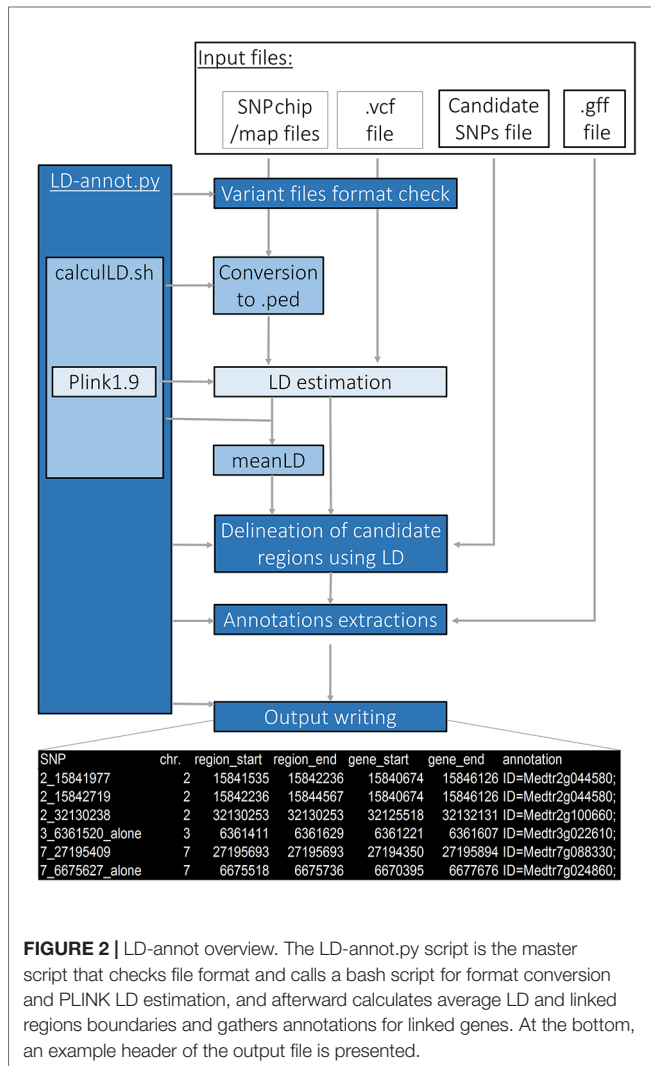 Input files:
SNPchip
/map files
.vcf
file
Candidate
SNPs file
.gff
file
LD-annot.py
Variant files format check
calculLD.sh
Conversion
to .ped
Plink1.9
LD estimation
meanLD
Delineation of candidate
regions using LD
Annotations extractions
Output writing
SNP chr. region_start region_end gene_start gene_end annotation
2_15841977 2 15841535 15842236 15840674 15846126 ID=Medtr2g044580;
2_15842719 2 15842236 15844567 15840674 15846126 ID=Medtr2g044580;
2_32130238 2 32130253 32130253 32125518 32132131 ID=Medtr2g100660;
3_6361520_alone 3 6361411 6361629 6361221 6361607 ID=Medtr3g022610;
7_27195409 7 27195693 27195693 27194350 27195894 ID=Medtr7g088330;
7_6675627_alone 7 6675518 6675736 6670395 6677676 ID=Medtr7g024860;
FIGURE 2 | LD-annot overview. The LD-annot.py script is the master
script that checks file format and calls a bash script for format conversion
and PLINK LD estimation, and afterward calculates average LD and linked
regions boundaries and gathers annotations for linked genes. At the bottom,
an example header of the output file is presented.